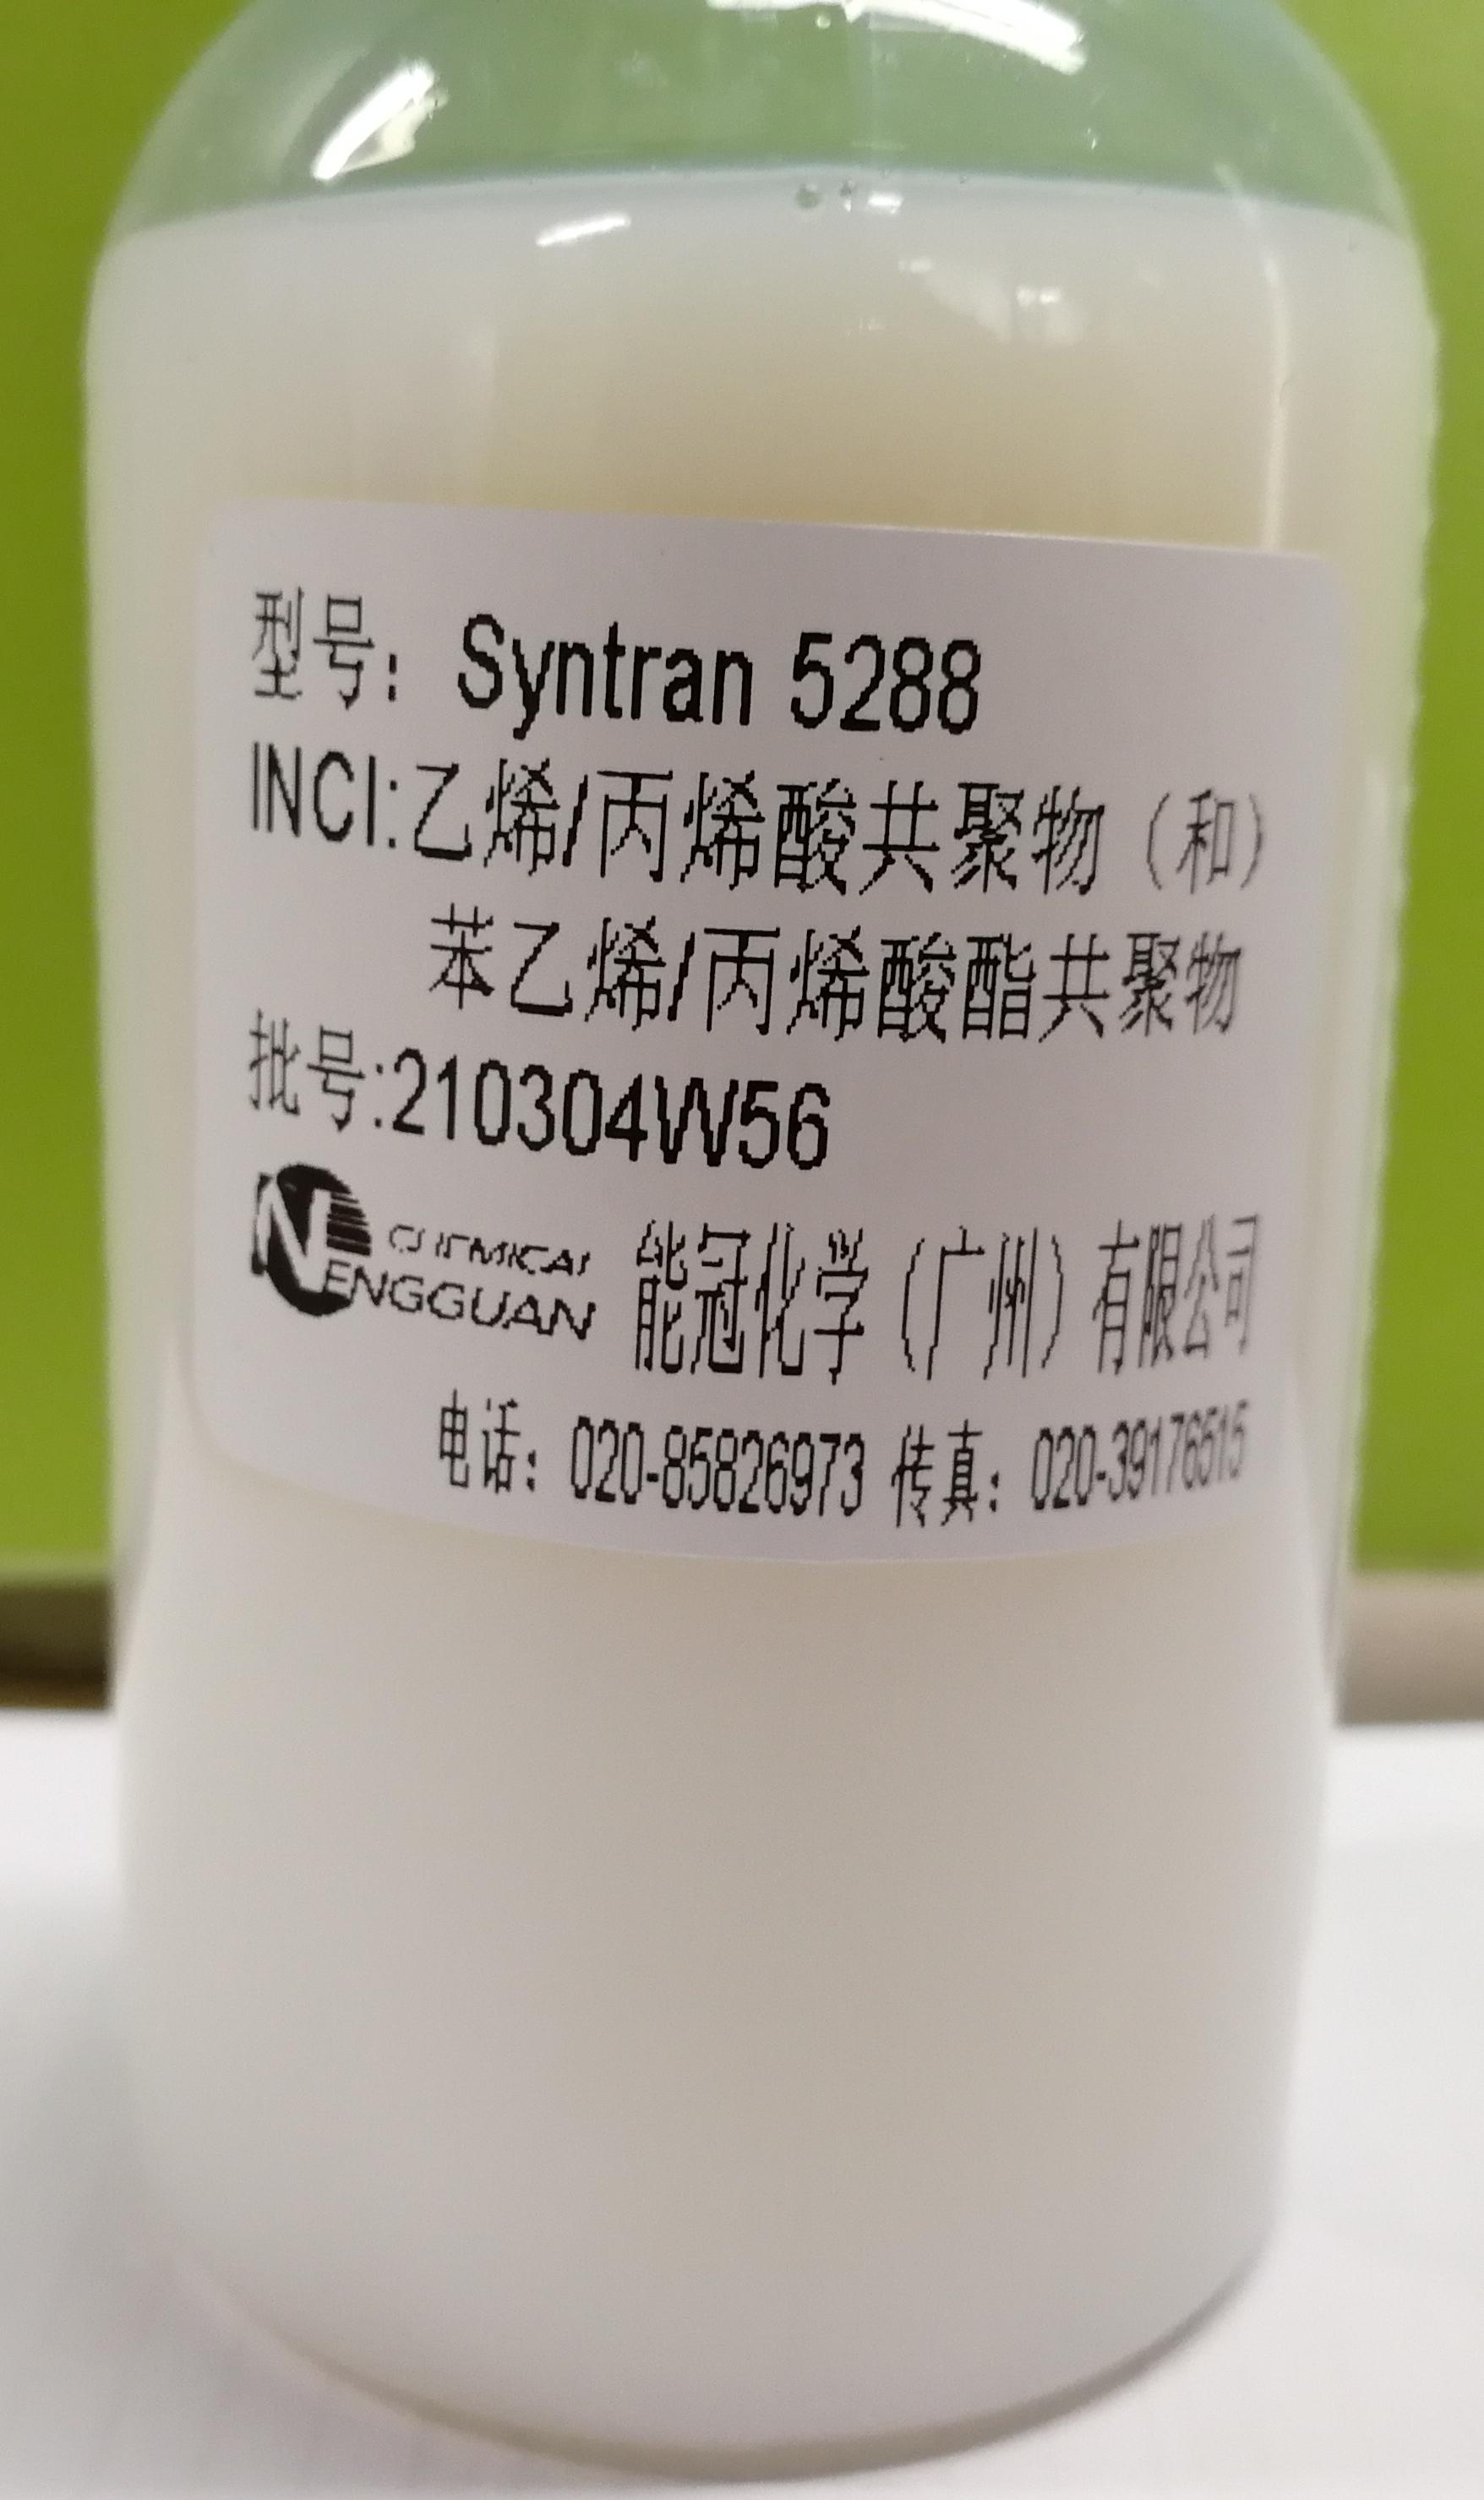 型号：Syntran 5288
INCI:乙烯/丙烯酸共聚物（和）
苯乙烯/丙烯酸酯共聚物
批号:210304W56
CHEMICAL
NENGGUAN
能冠化学（广州）有限公司
电话：020-85826973 传真：020-39176515